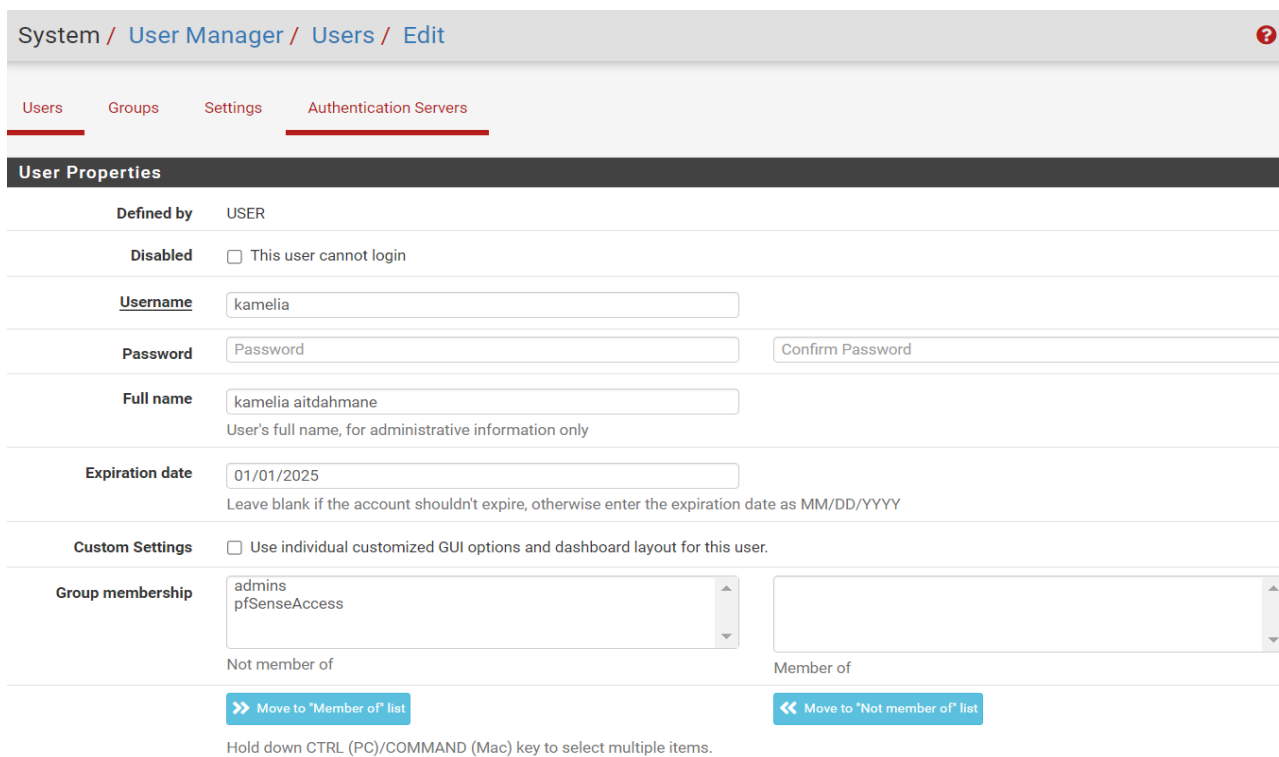 System / User Manager / Users / Edit
Users Groups Settings Authentication Servers
User Properties
Defined by USER
Disabled This user cannot login
Username kamelia
Password Password Confirm Password
Full name kamelia aitdahmane
User's full name, for administrative information only
Expiration date 01/01/2025
Leave blank if the account shouldn't expire, otherwise enter the expiration date as MM/DD/YYYY
Custom Settings Use individual customized GUI options and dashboard layout for this user.
Group membership admins
pfSenseAccess
Not member of Member of
Move to "Member of" list Move to "Not member of" list
Hold down CTRL (PC)/COMMAND (Mac) key to select multiple items.